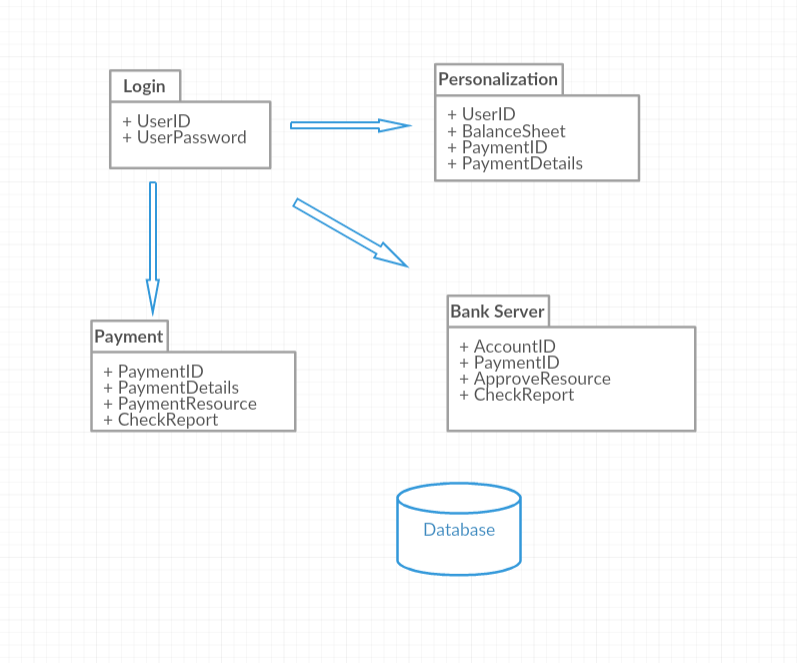 Login
+ UserID
+ UserPassword
Personalization
+ UserID
+ BalanceSheet
+ PaymentID
+ PaymentDetails
Payment
+ PaymentID
+ PaymentDetails
+ PaymentResource
+ CheckReport
Bank Server
+ AccountID
+ PaymentID
+ ApproveResource
+ CheckReport
Database